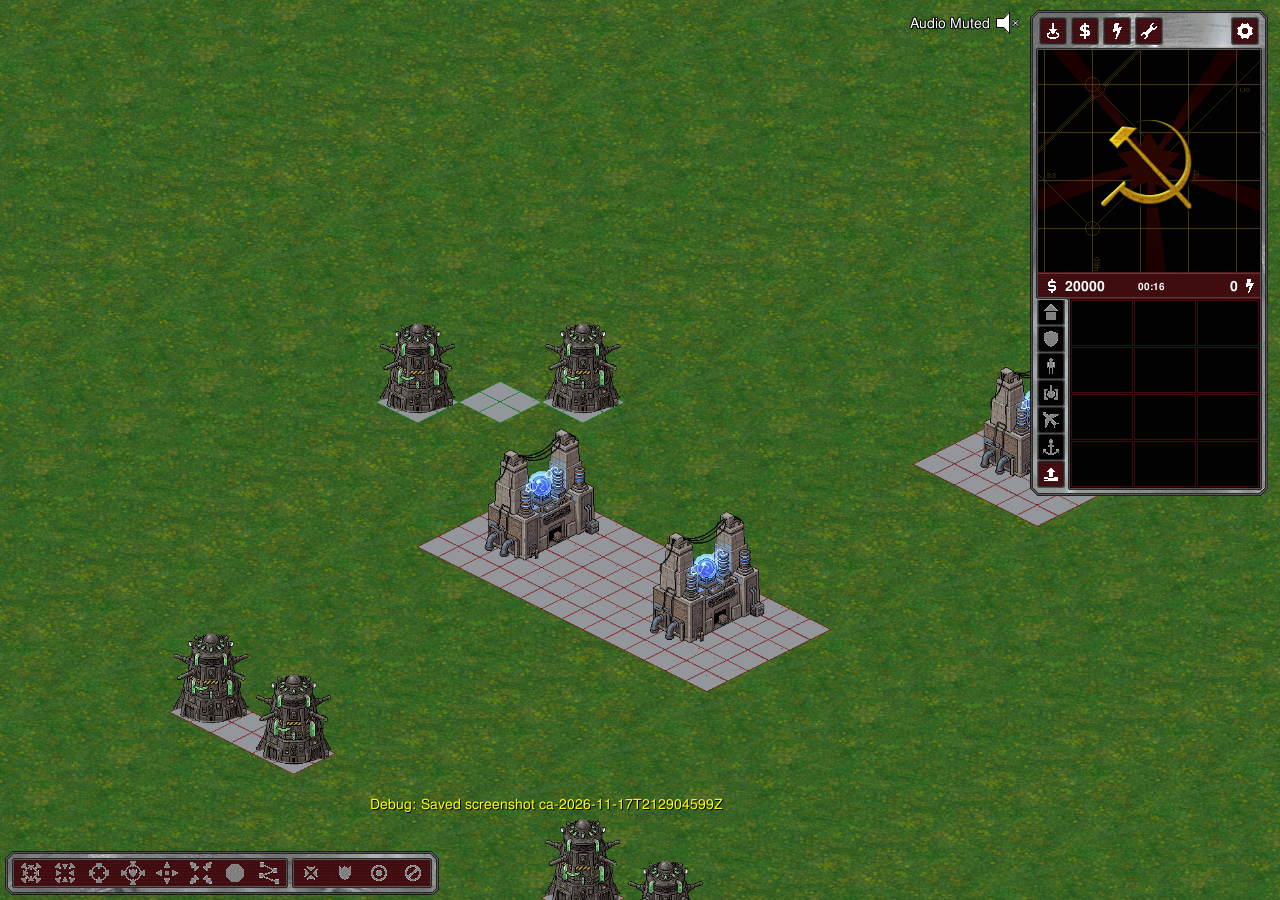 Audio Muted
$ 20000 00:16 0
Debug: Saved screenshot ca-2026-11-17T212904599Z